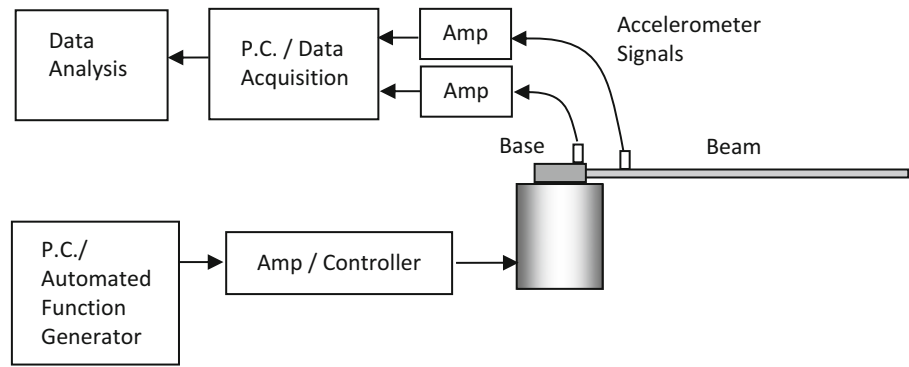 Data
Analysis
P.C. / Data
Acquisition
Amp
Amp
Accelerometer
Signals
Base
Beam
P.C./
Automated
Function
Generator
Amp / Controller